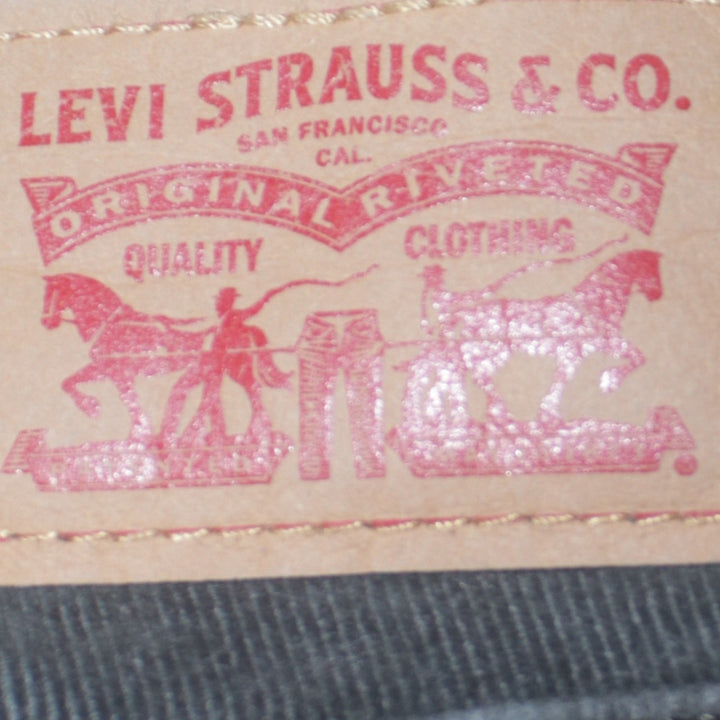 LEVI STRAUSS & CO.
SAN FRANCISCO
CAL.
ORIGINAL RIVETED
QUALITY CLOTHING